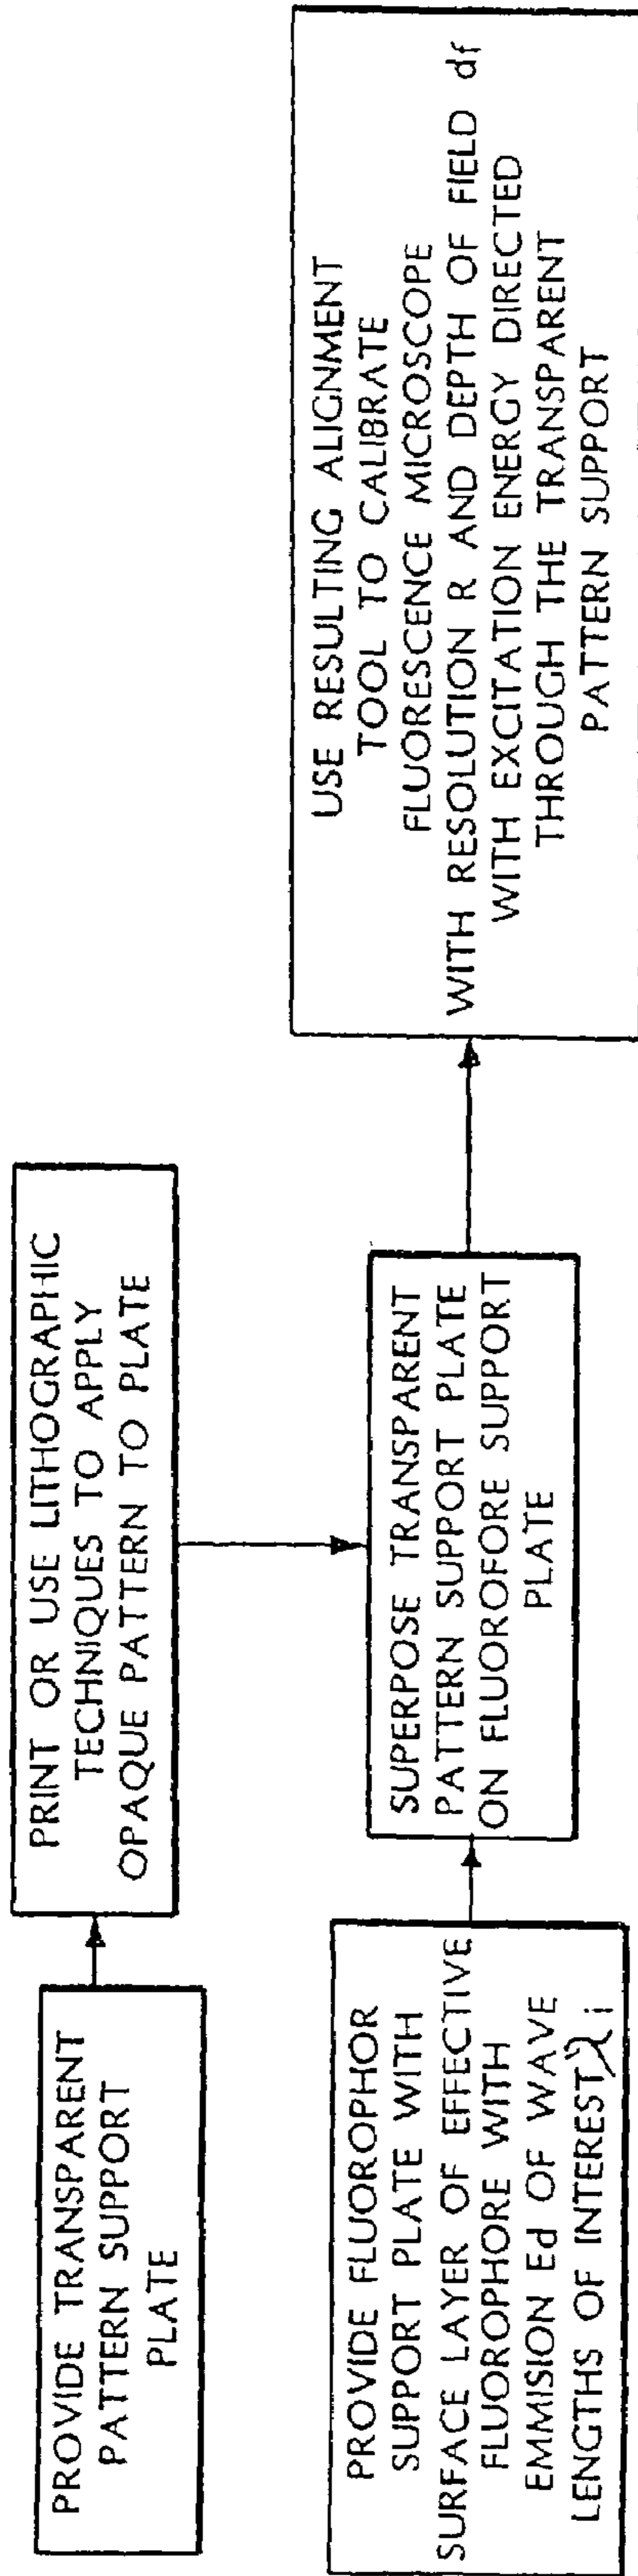 PROVIDE TRANSPARENT
PATTERN SUPPORT
PLATE
PRINT OR USE LITHOGRAPHIC
TECHNIQUES TO APPLY
OPAQUE PATTERN TO PLATE
PROVIDE FLUOROPHOR
SUPPORT PLATE WITH
SURFACE LAYER OF EFFECTIVE
FLUOROPHORE WITH
EMMISION Ed OF WAVE
LENGTHS OF INTEREST λi
SUPERPOSE TRANSPARENT
PATTERN SUPPORT PLATE
ON FLUOROFORE SUPPORT
PLATE
USE RESULTING ALIGNMENT
TOOL TO CALIBRATE
FLUORESCENCE MICROSCOPE
WITH RESOLUTION R AND DEPTH OF FIELD df
WITH EXCITATION ENERGY DIRECTED
THROUGH THE TRANSPARENT
PATTERN SUPPORT